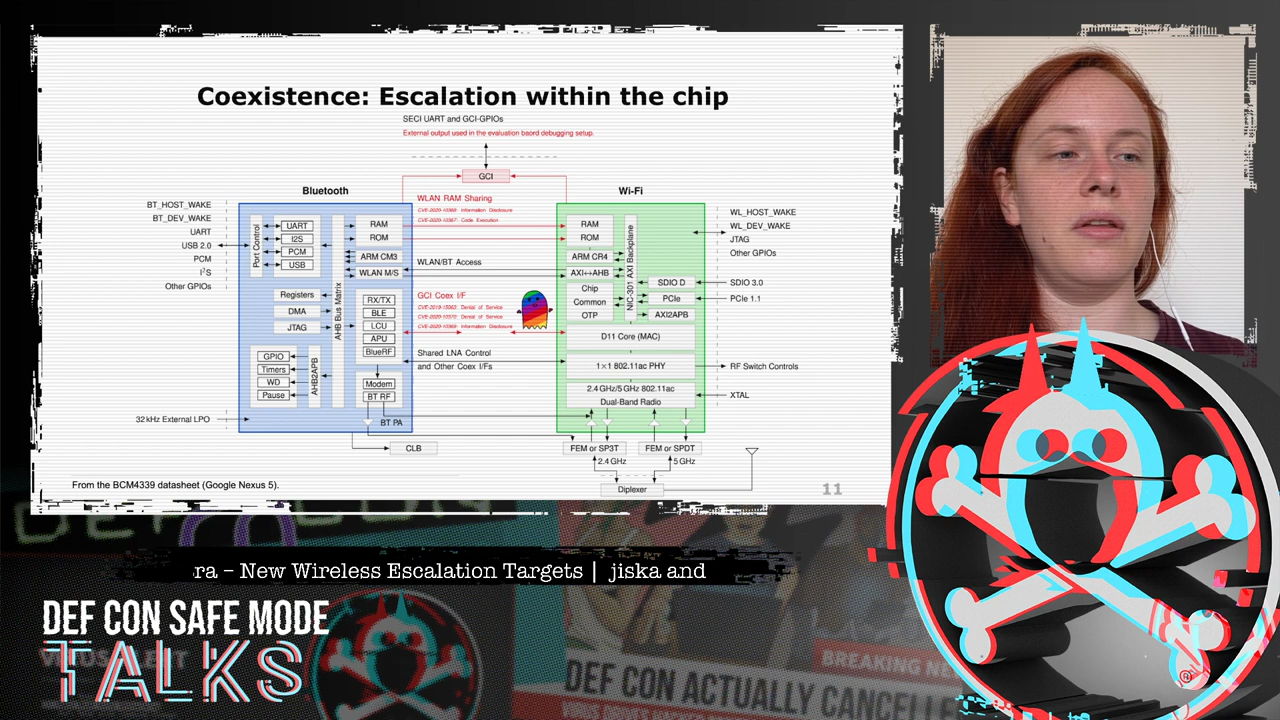 Coexistence: Escalation within the chip
SECI UART and GCI-GPIOs
External output used in the evaluation baord debugging setup.
GCI
Bluetooth
Wi-Fi
BT_HOST_WAKE
BT_DEV_WAKE
UART
USB 2.0
PCM
I²S
Other GPIOs
32 kHz External LPO
Port Control
UART
I2S
PCM
USB
Registers
DMA
JTAG
AHB Bus Matrix
GPIO
Timers
WD
Pause
AHB2APB
RAM
ROM
ARM CM3
WLAN M/S
RX/TX
BLE
LCU
APU
BlueRF
Modem
BT RF
BT PA
CLB
WLAN RAM Sharing
CVE-2020-10368: Information Disclosure
CVE-2020-10367: Code Execution
WLAN/BT Access
GCI Coex I/F
CVE-2019-15063: Denial of Service
CVE-2020-10370: Denial of Service
CVE-2020-10369: Information Disclosure
Shared LNA Control
and Other Coex I/Fs
RAM
ROM
ARM CR4
AXI↔AHB
Chip
Common
OTP
NIC-301 AXI Backplane
SDIO D
PCIe
AXI2APB
D11 Core (MAC)
1×1 802.11ac PHY
2.4 GHz/5 GHz 802.11ac
Dual-Band Radio
WL_HOST_WAKE
WL_DEV_WAKE
JTAG
Other GPIOs
SDIO 3.0
PCIe 1.1
RF Switch Controls
XTAL
FEM or SP3T
FEM or SPDT
2.4 GHz
5 GHz
Diplexer
From the BCM4339 datasheet (Google Nexus 5).
11
ra – New Wireless Escalation Targets | jiska and
DEF CON SAFE MODE
TALKS
BREAKING NE
DEF CON ACTUALLY CANCELLE
DEF CON
®